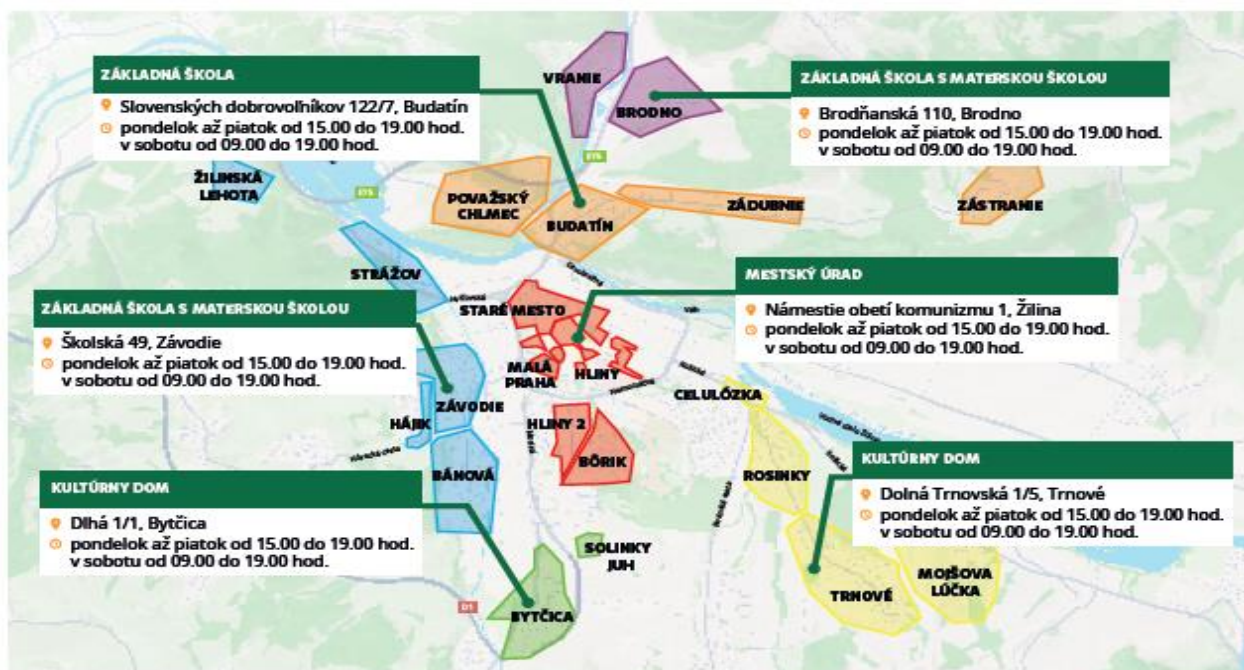 ZÁKLADNÁ ŠKOLA
Slovenských dobrovoľníkov 122/7, Budatín
pondelok až piatok od 15.00 do 19.00 hod.
v sobotu od 09.00 do 19.00 hod.
VRANIE
BRODNO
ZÁKLADNÁ ŠKOLA S MATERSKOU ŠKOLOU
Brodňanská 110, Brodno
pondelok až piatok od 15.00 do 19.00 hod.
v sobotu od 09.00 do 19.00 hod.
ŽILINSKÁ
LEHOTA
E75
E75
POVAŽSKÝ
CHLMEC
BUDATÍN
ZÁDUBNIE
ZÁSTRANIE
STRÁŽOV
STARÉ MESTO
MESTSKÝ ÚRAD
Námestie obetí komunizmu 1, Žilina
pondelok až piatok od 15.00 do 19.00 hod.
v sobotu od 09.00 do 19.00 hod.
ZÁKLADNÁ ŠKOLA S MATERSKOU ŠKOLOU
Školská 49, Závodie
pondelok až piatok od 15.00 do 19.00 hod.
v sobotu od 09.00 do 19.00 hod.
MALÁ
PRAHA
HLINY
CELULÓZKA
ZÁVODIE
HÁJIK
HLINY 2
BÔRIK
BÁNOVÁ
ROSINKY
KULTÚRNY DOM
Dolná Trnovská 1/5, Trnové
pondelok až piatok od 15.00 do 19.00 hod.
v sobotu od 09.00 do 19.00 hod.
KULTÚRNY DOM
Dlhá 1/1, Bytčica
pondelok až piatok od 15.00 do 19.00 hod.
v sobotu od 09.00 do 19.00 hod.
SOLINKY
JUH
D1
BYTČICA
TRNOVÉ
MOJŠOVA
LÚČKA